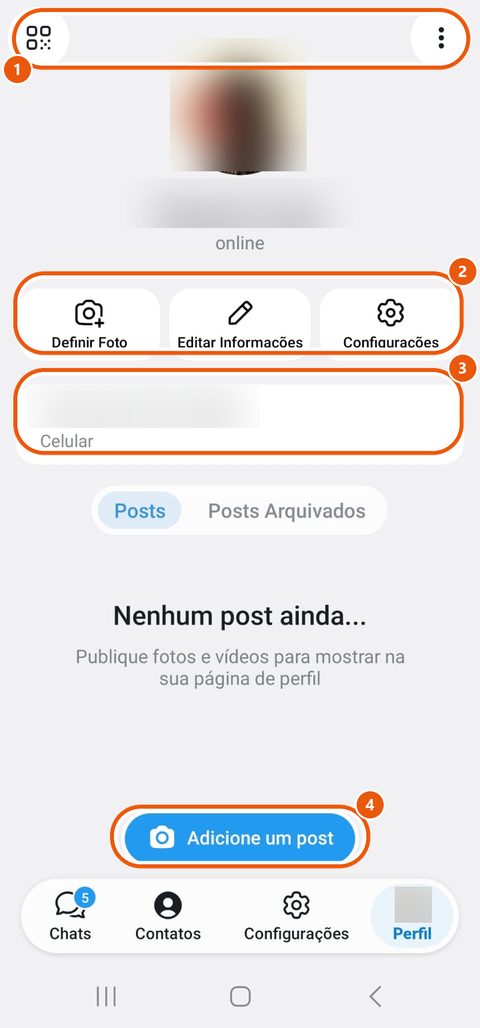 1
online
2
Definir Foto
Editar Informações
Configurações
3
Celular
Posts
Posts Arquivados
Nenhum post ainda...
Publique fotos e vídeos para mostrar na
sua página de perfil
4
Adicione um post
5
Chats
Contatos
Configurações
Perfil